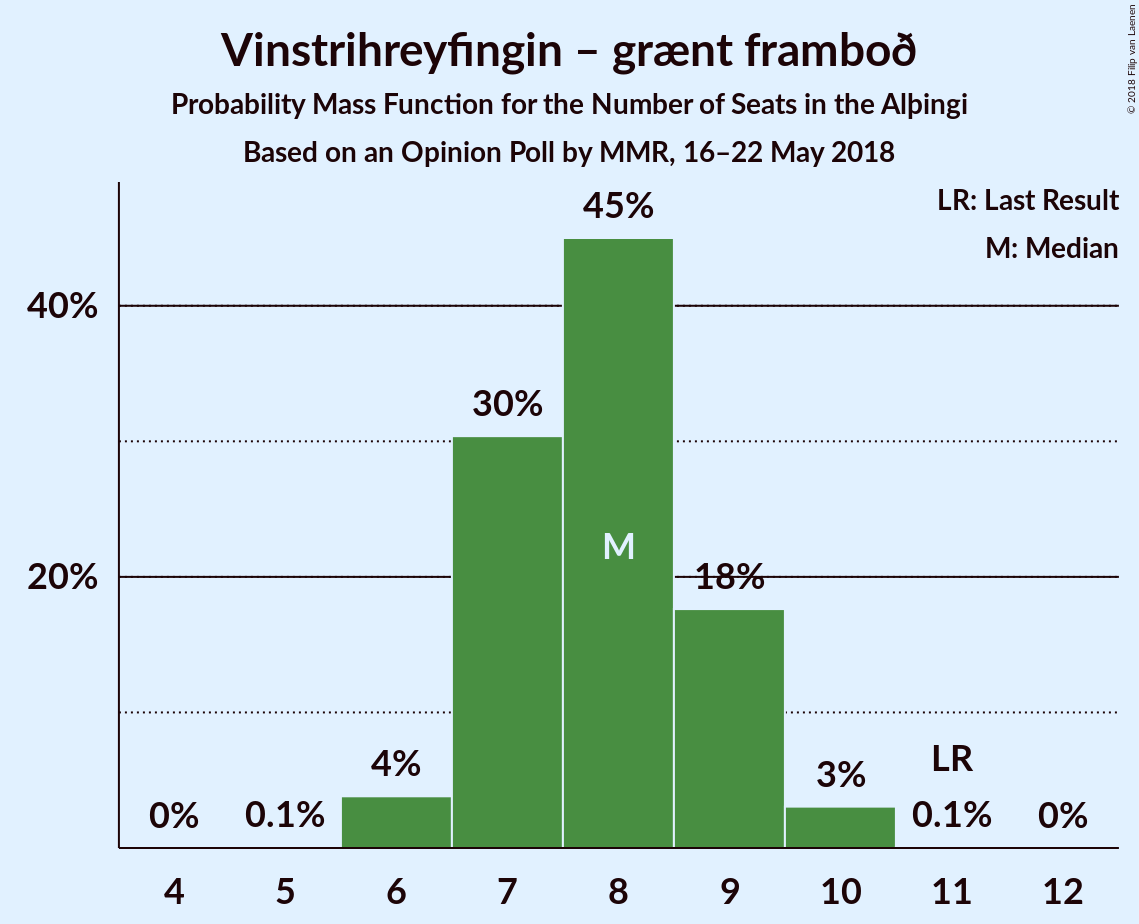 Vinstrihreyfingin – grænt framboð
Probability Mass Function for the Number of Seats in the Alþingi
Based on an Opinion Poll by MMR, 16–22 May 2018
© 2018 Filip van Laenen
LR: Last Result
M: Median
45%
40%
30%
M
20%
18%
4%
3%
LR
0%
0.1%
0.1%
0%
4 5 6 7 8 9 10 11 12